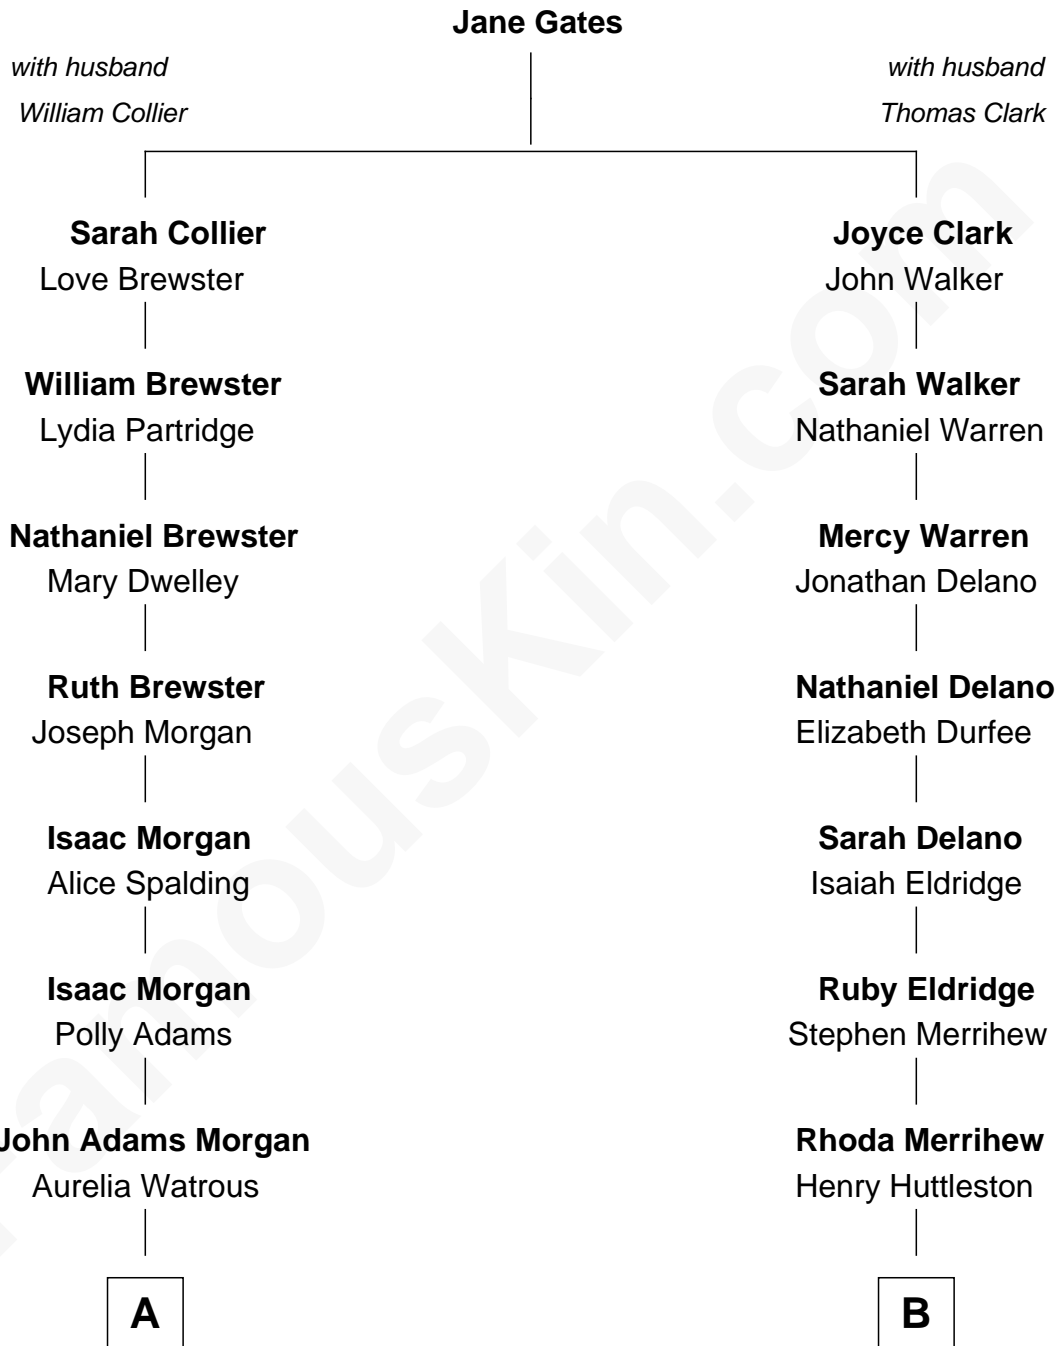 Jane Gates
with husband
William Collier
with husband
Thomas Clark
Sarah Collier
Love Brewster
Joyce Clark
John Walker
William Brewster
Lydia Partridge
Sarah Walker
Nathaniel Warren
Nathaniel Brewster
Mary Dwelley
Mercy Warren
Jonathan Delano
Ruth Brewster
Joseph Morgan
Nathaniel Delano
Elizabeth Durfee
Isaac Morgan
Alice Spalding
Sarah Delano
Isaiah Eldridge
Isaac Morgan
Polly Adams
Ruby Eldridge
Stephen Merrihew
John Adams Morgan
Aurelia Watrous
Rhoda Merrihew
Henry Huttleston
A
B
FamousKin.com